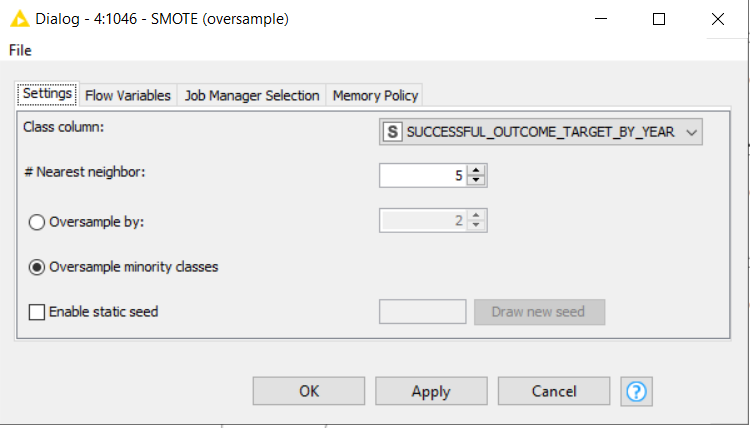 Dialog - 4:1046 - SMOTE (oversample)
File
Settings Flow Variables Job Manager Selection Memory Policy
Class column: S SUCCESSFUL_OUTCOME_TARGET_BY_YEAR
# Nearest neighbor: 5
Oversample by: 2
Oversample minority classes
Enable static seed Draw new seed
OK Apply Cancel ?